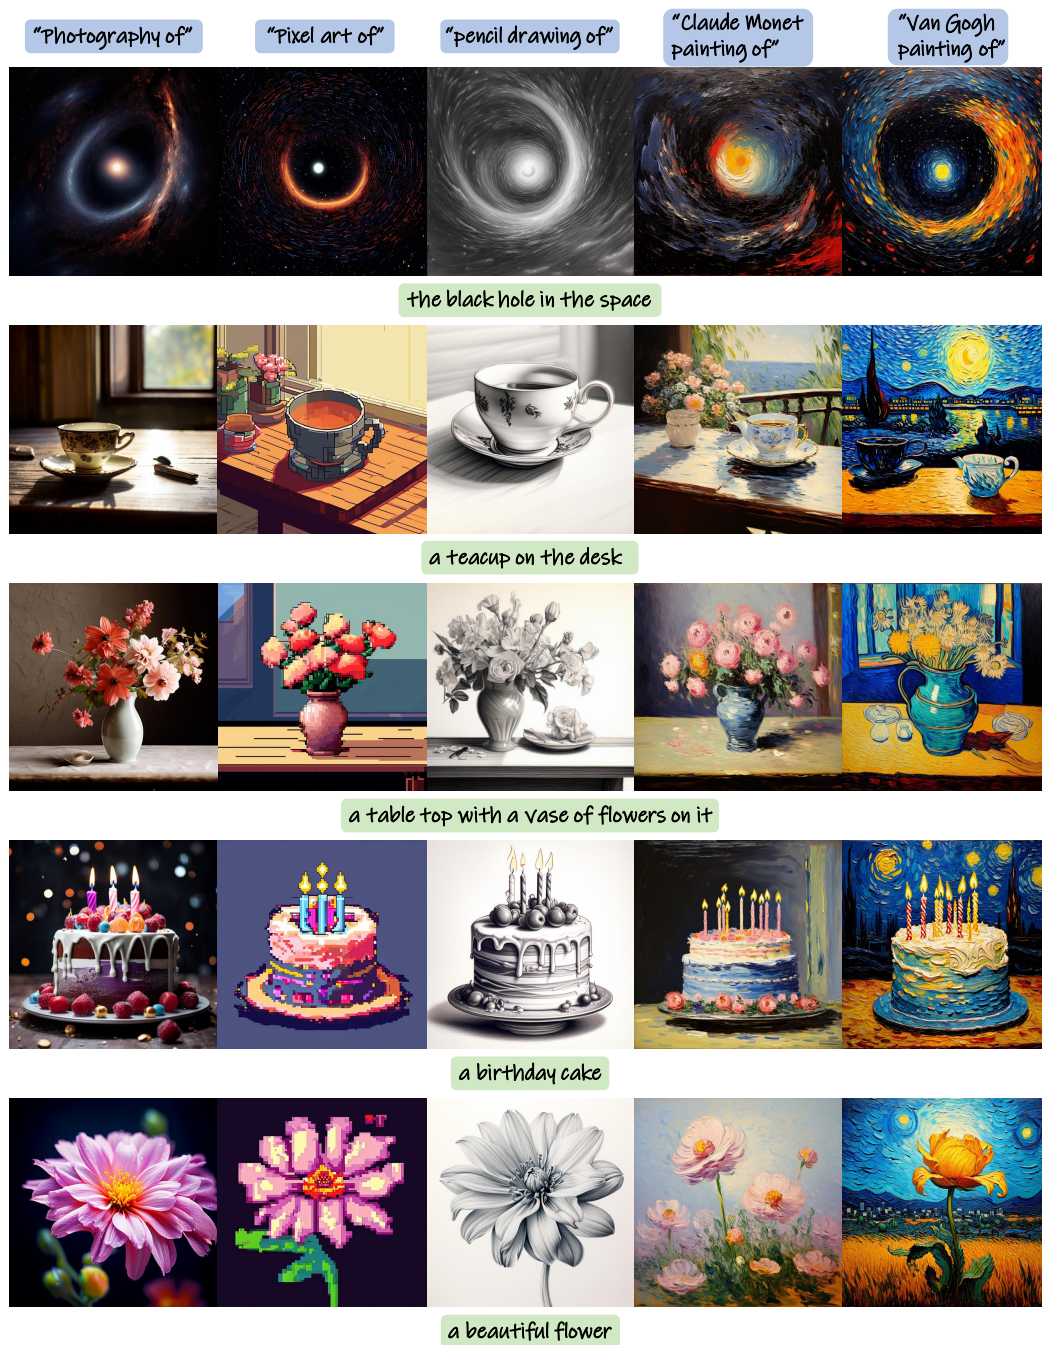 "Photography of"
"Pixel art of"
"pencil drawing of"
"Claude Monet
painting of"
"Van Gogh
painting of"
the black hole in the space
a teacup on the desk
a table top with a vase of flowers on it
a birthday cake
a beautiful flower